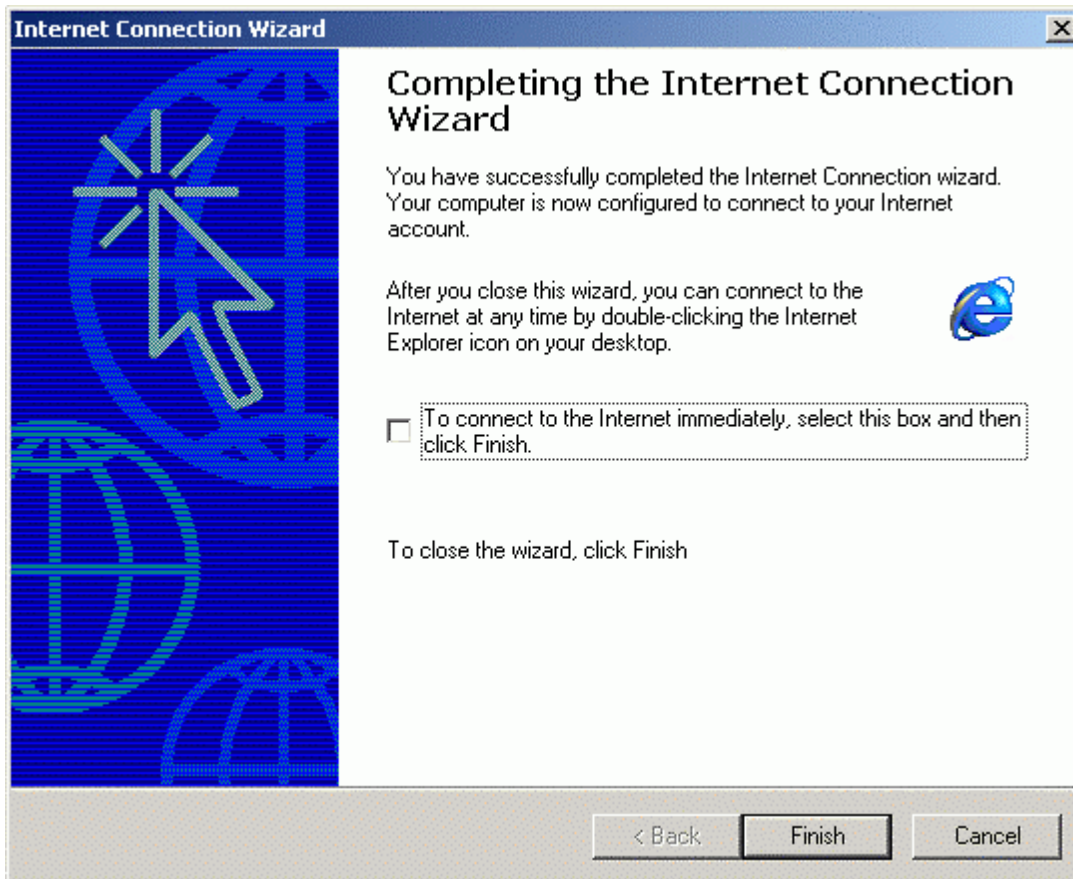 Internet Connection Wizard
Completing the Internet Connection
Wizard
You have successfully completed the Internet Connection wizard.
Your computer is now configured to connect to your Internet
account.
After you close this wizard, you can connect to the
Internet at any time by double-clicking the Internet
Explorer icon on your desktop.
To connect to the Internet immediately, select this box and then
click Finish.
To close the wizard, click Finish
< Back Finish Cancel